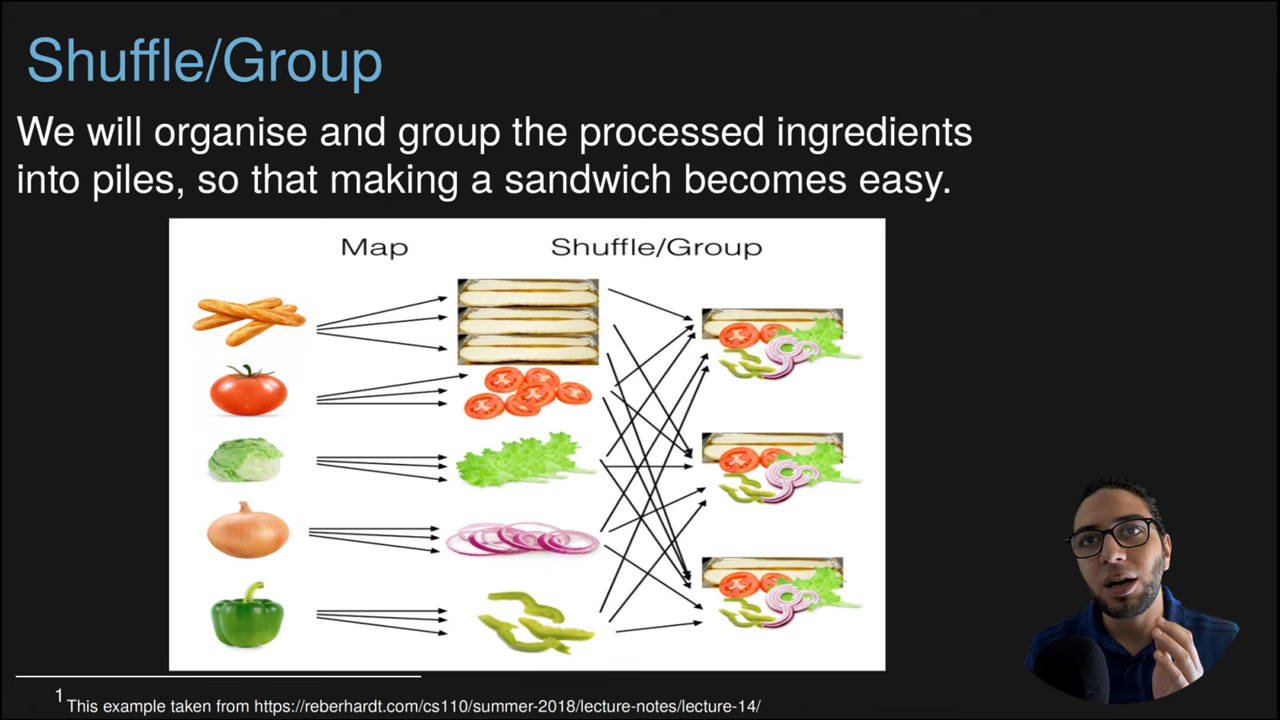 Shuffle/Group
We will organise and group the processed ingredients
into piles, so that making a sandwich becomes easy.
Map
Shuffle/Group
1 This example taken from https://reberhardt.com/cs110/summer-2018/lecture-notes/lecture-14/